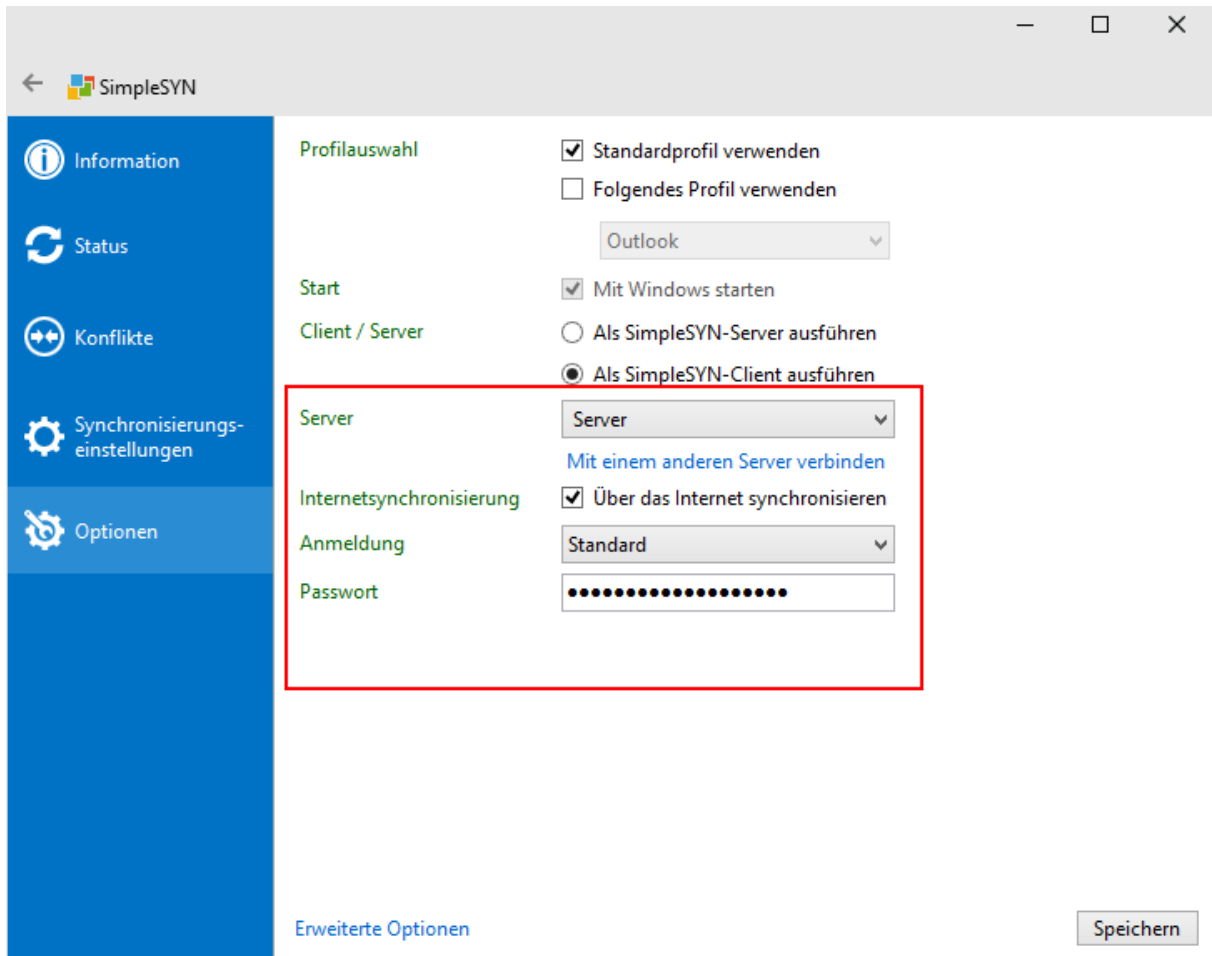 SimpleSYN
Information
Status
Konflikte
Synchronisierungs-
einstellungen
Optionen
Profilauswahl
Standardprofil verwenden
Folgendes Profil verwenden
Outlook
Start
Mit Windows starten
Client / Server
Als SimpleSYN-Server ausführen
Als SimpleSYN-Client ausführen
Server
Server
Mit einem anderen Server verbinden
Internetsynchronisierung
Über das Internet synchronisieren
Anmeldung
Standard
Passwort
Erweiterte Optionen
Speichern